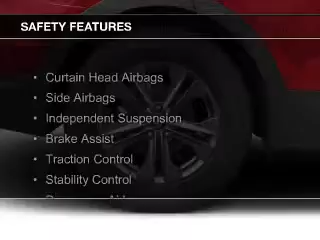 SAFETY FEATURES
• Curtain Head Airbags
• Side Airbags
• Independent Suspension
• Brake Assist
• Traction Control
• Stability Control